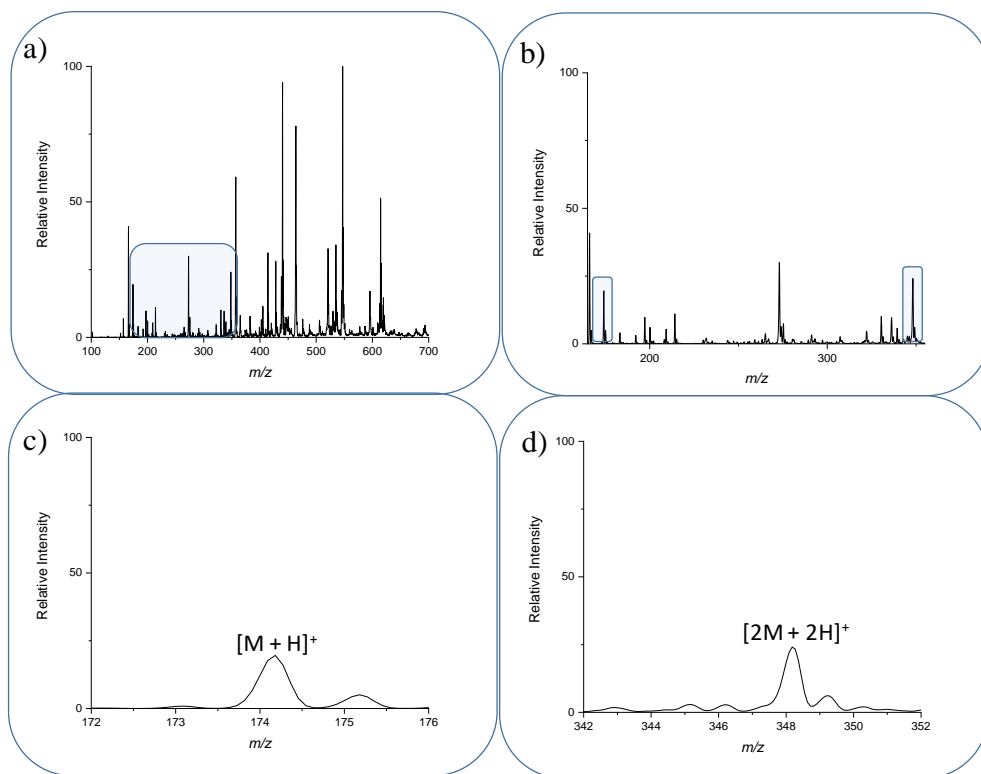 a)
100
50
0
Relative Intensity
100 200 300 400 500 600 700
m/z
b)
100
50
0
Relative Intensity
200 300
m/z
c)
100
50
0
Relative Intensity
[M + H]⁺
172 173 174 175 176
m/z
d)
100
50
0
Relative Intensity
[2M + 2H]⁺
342 344 346 348 350 352
m/z